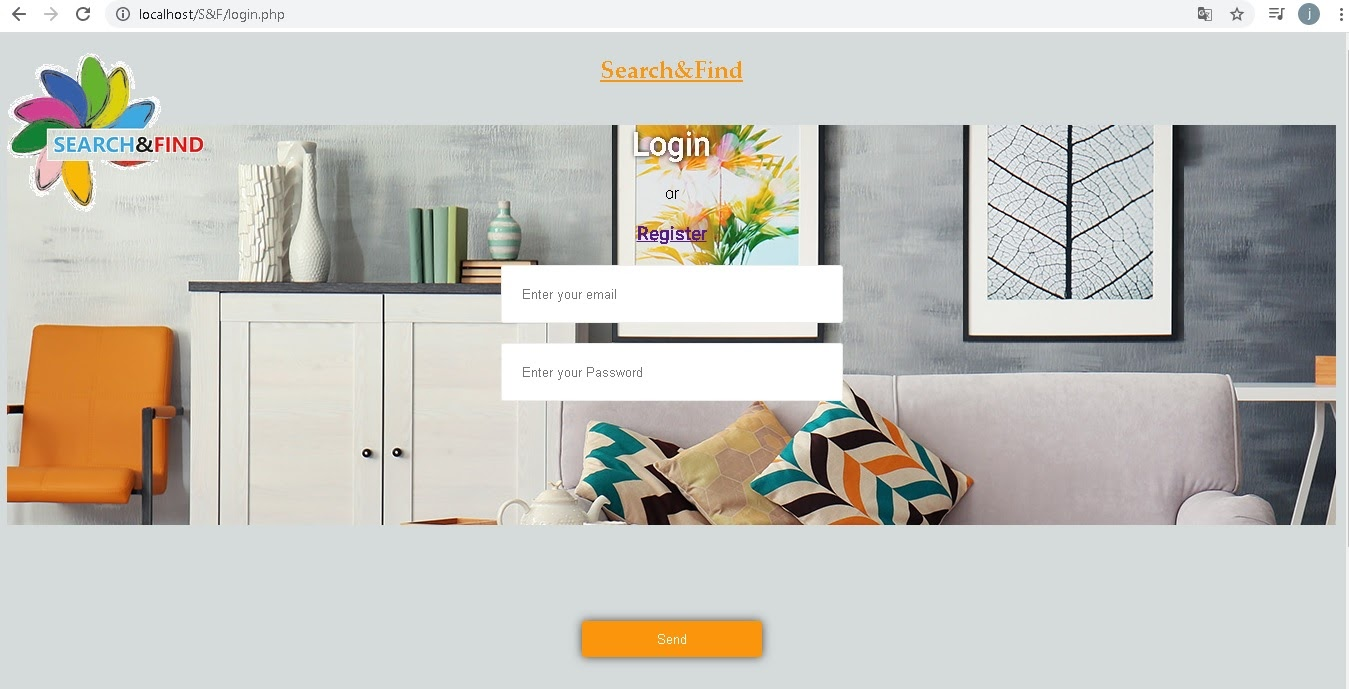 localhost/S&F/login.php
j
Search&Find
SEARCH&FIND
Login
or
Register
Enter your email
Enter your Password
Send